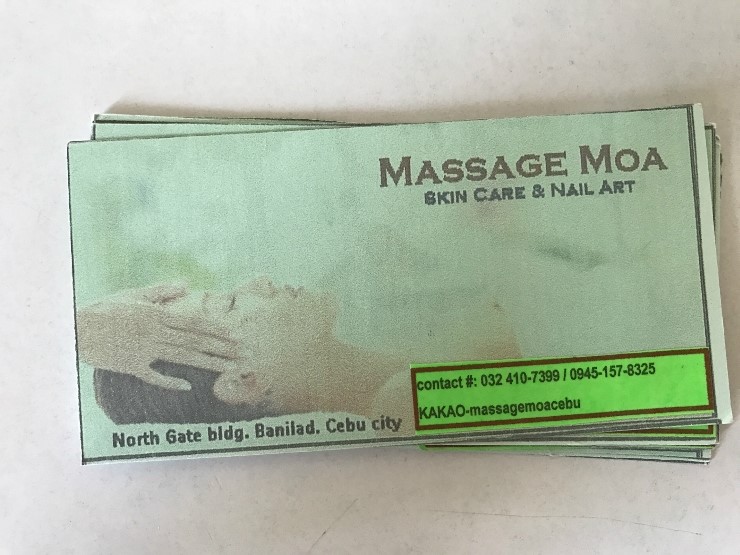 MASSAGE MOA
SKIN CARE & NAIL ART
contact #: 032 410-7399 / 0945-157-8325
KAKAO-massagemoacebu
North Gate bldg. Banilad. Cebu city